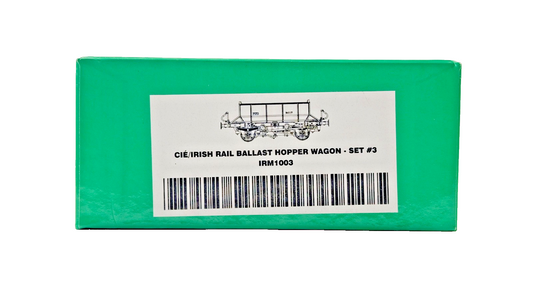 CIÉ/IRISH RAIL BALLAST HOPPER WAGON - SET #3
IRM1003